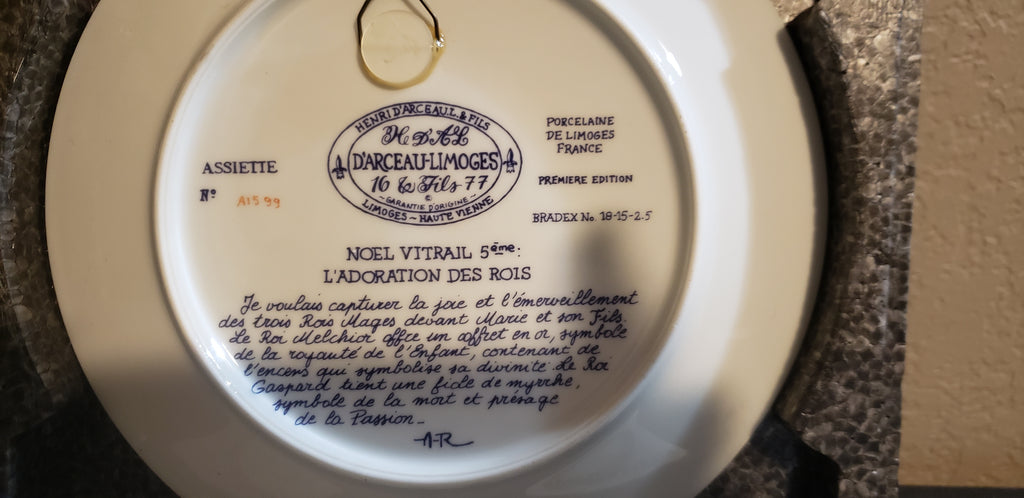 HENRI D'ARCEAU.L. & FILS
H D'A&L
D'ARCEAU-LIMOGES
16 & Fils 77
~GARANTIE D'ORIGINE~
©
LIMOGES ~ HAUTE VIENNE
ASSIETTE
Nº A1599
PORCELAINE
DE LIMOGES
FRANCE
PREMIERE EDITION
BRADEX No. 18-15-2.5
NOEL VITRAIL 5ème:
L'ADORATION DES ROIS
Je voulais capturer la joie et l'émerveillement
des trois Rois Mages devant Marie et son Fils.
Le Roi Melchior offre un coffret en or, symbole
de la royauté de l'Enfant, contenant de
l'encens qui symbolise sa divinité. Le Roi
Gaspard tient une fiole de myrrhe,
symbole de la mort et présage
de la Passion_
A-R